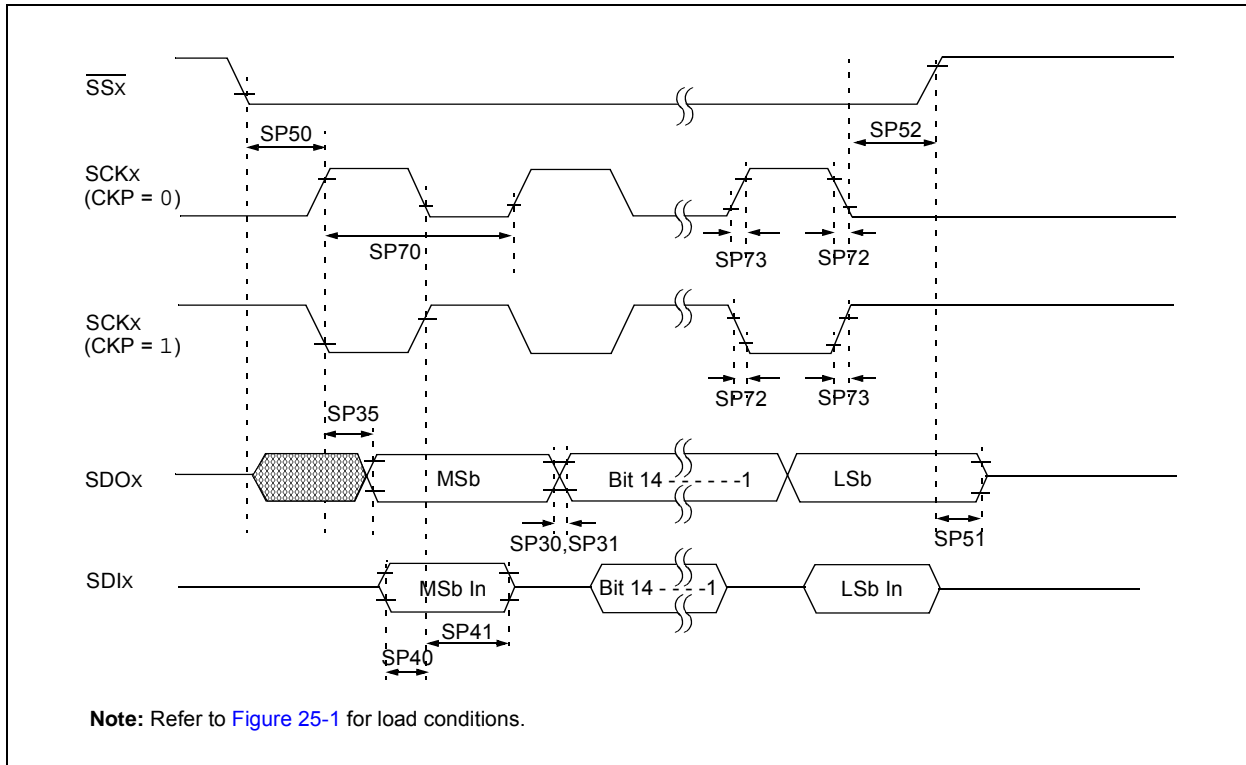 SSx
SP50
SP52
SCKx
(CKP = 0)
SP70
SP73
SP72
SCKx
(CKP = 1)
SP72
SP73
SP35
SDOx
MSb
Bit 14 - - - - - -1
LSb
SP30,SP31
SP51
SDIx
MSb In
Bit 14 - - - -1
LSb In
SP41
SP40
Note: Refer to Figure 25-1 for load conditions.